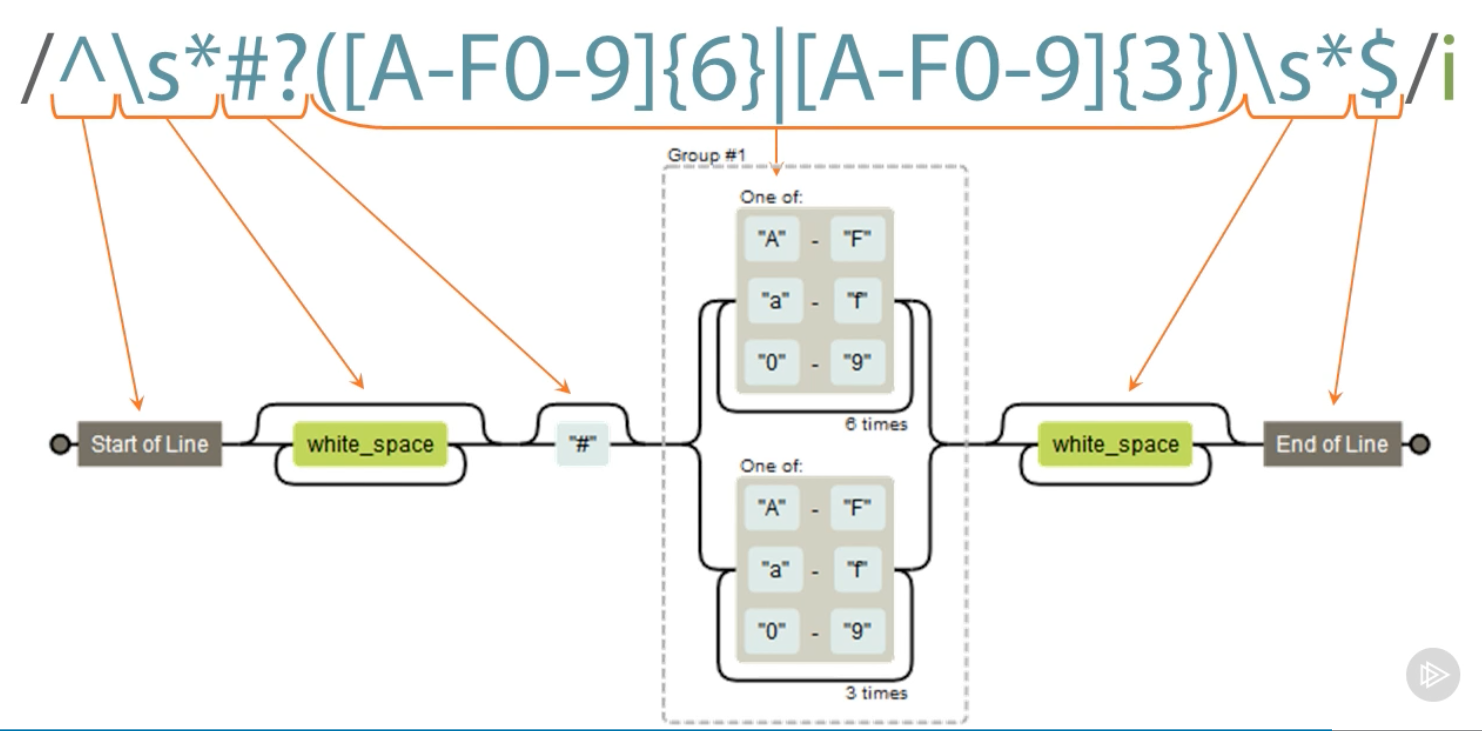 /^\s*#?([A-F0-9]{6}|[A-F0-9]{3})\s*$/i
Group #1
One of:
"A" - "F"
"a" - "f"
"0" - "9"
6 times
Start of Line
white_space
"#"
white_space
End of Line
One of:
"A" - "F"
"a" - "f"
"0" - "9"
3 times